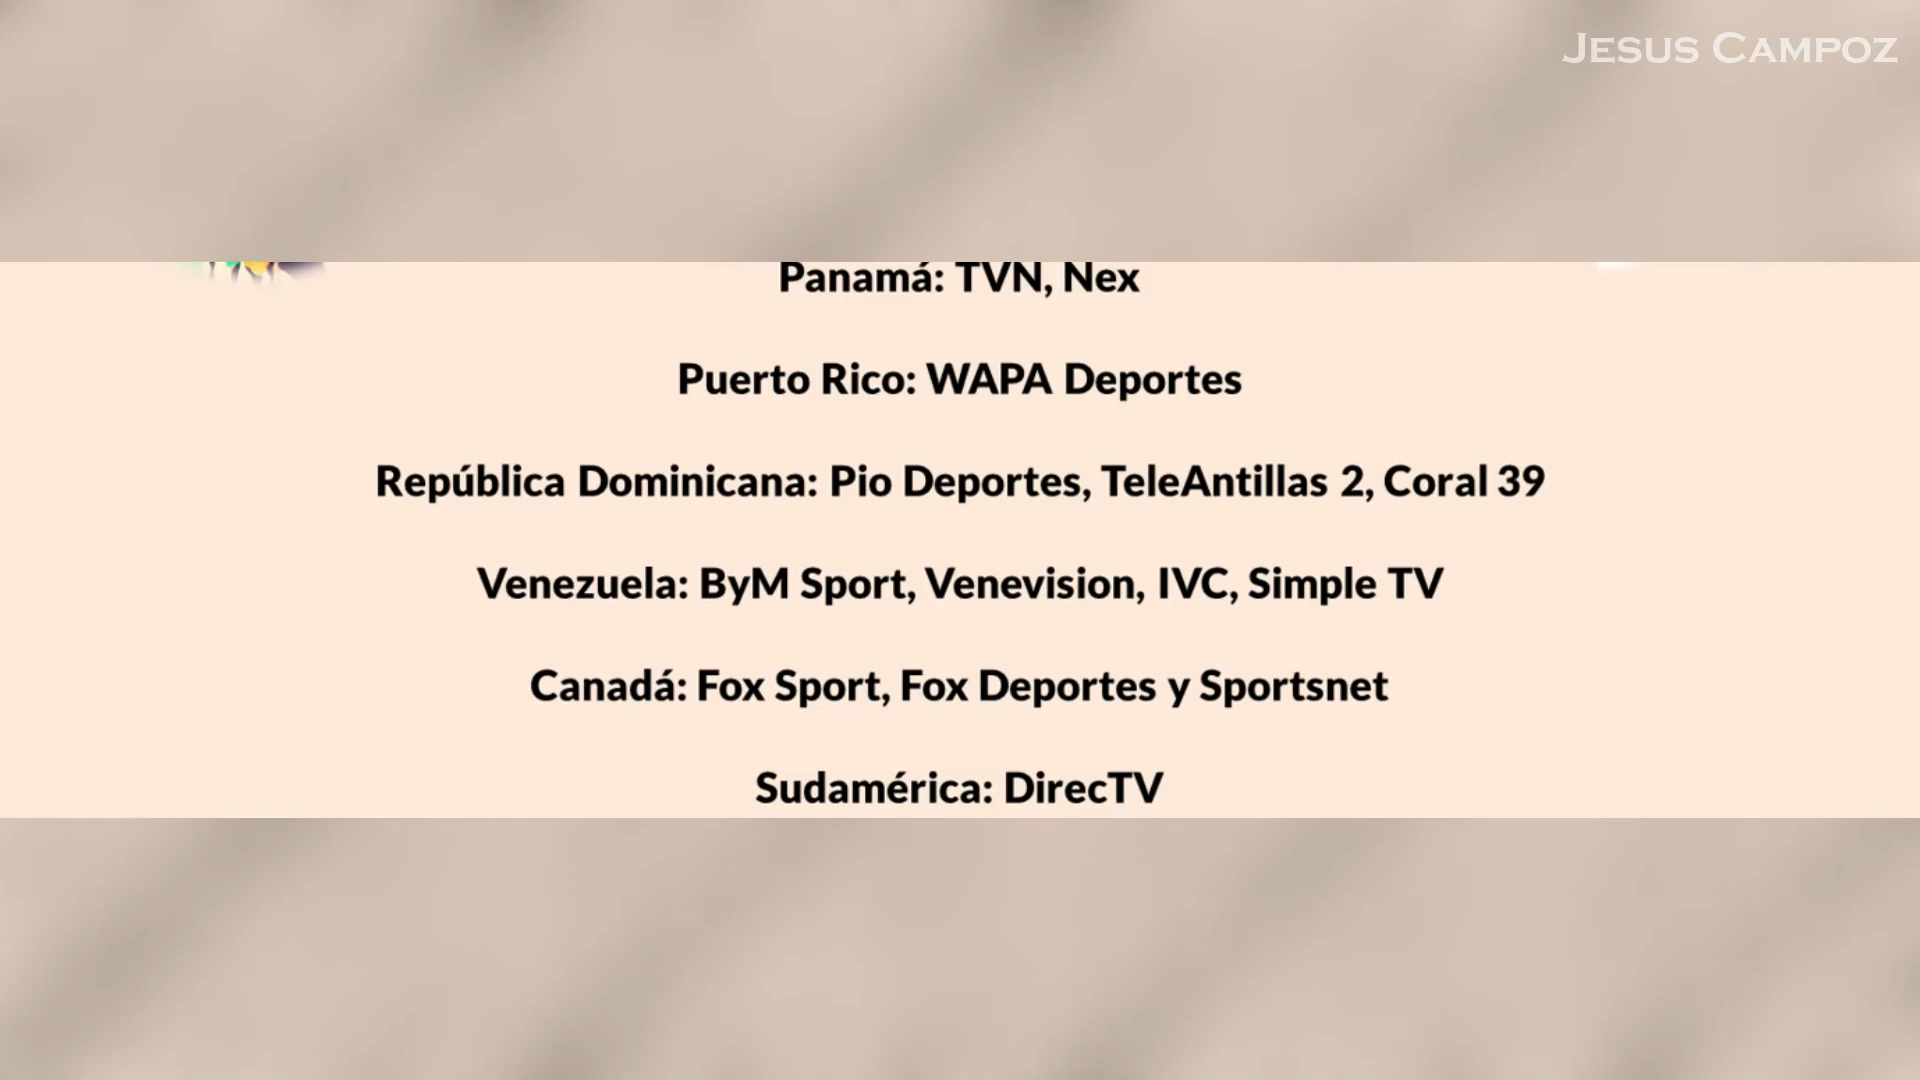 JESUS CAMPOZ
Panamá: TVN, Nex
Puerto Rico: WAPA Deportes
República Dominicana: Pio Deportes, TeleAntillas 2, Coral 39
Venezuela: ByM Sport, Venevision, IVC, Simple TV
Canadá: Fox Sport, Fox Deportes y Sportsnet
Sudamérica: DirecTV